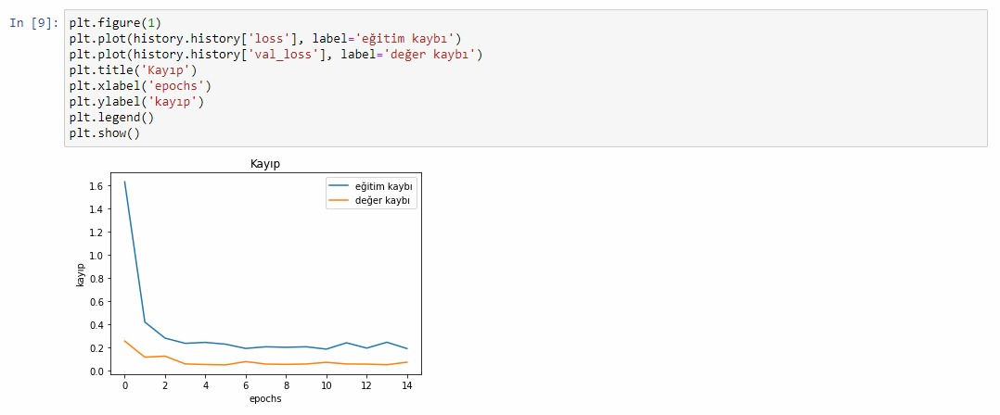 In [9]: plt.figure(1)
plt.plot(history.history['loss'], label='eğitim kaybı')
plt.plot(history.history['val_loss'], label='değer kaybı')
plt.title('Kayıp')
plt.xlabel('epochs')
plt.ylabel('kayıp')
plt.legend()
plt.show()
Kayıp
eğitim kaybı
değer kaybı
1.6
1.4
1.2
1.0
0.8
0.6
0.4
0.2
0.0
kayıp
0 2 4 6 8 10 12 14
epochs